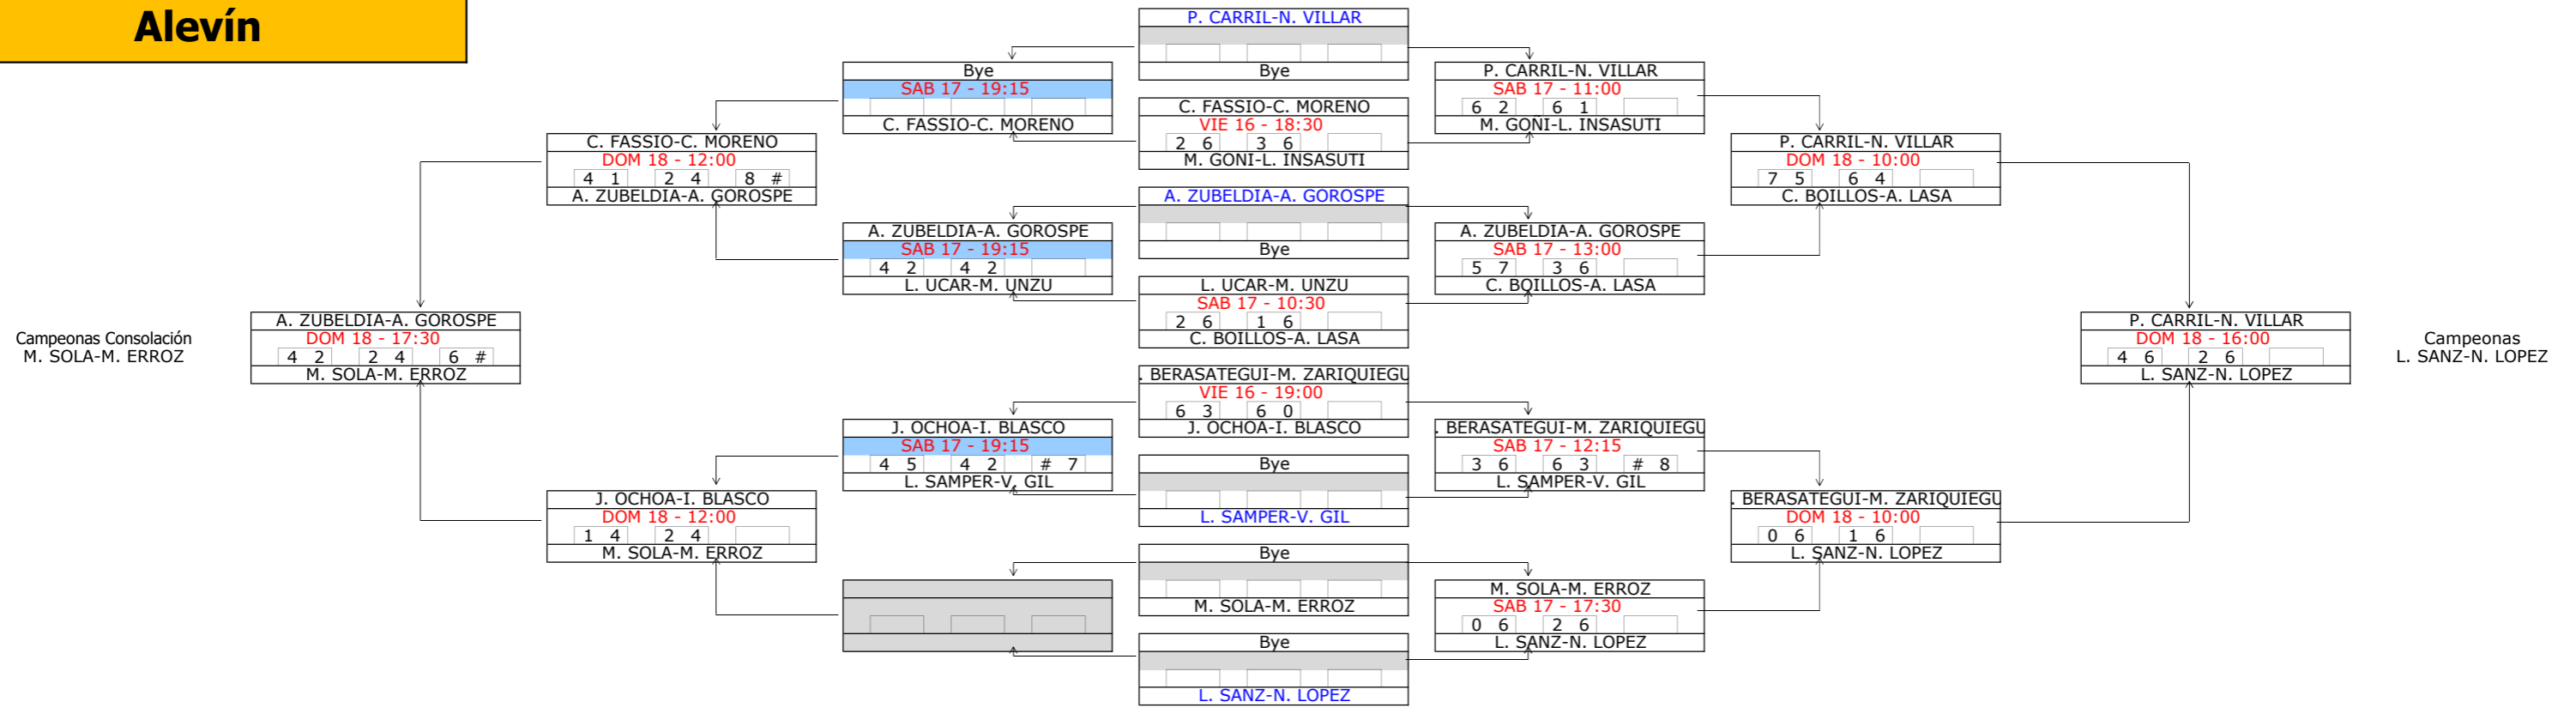 Alevín
Campeonas Consolación
M. SOLA-M. ERROZ
A. ZUBELDIA-A. GOROSPE
DOM 18 - 17:30
4 2 2 4 6 #
M. SOLA-M. ERROZ
C. FASSIO-C. MORENO
DOM 18 - 12:00
4 1 2 4 8 #
A. ZUBELDIA-A. GOROSPE
J. OCHOA-I. BLASCO
DOM 18 - 12:00
1 4 2 4
M. SOLA-M. ERROZ
Bye
SAB 17 - 19:15
C. FASSIO-C. MORENO
A. ZUBELDIA-A. GOROSPE
SAB 17 - 19:15
4 2 4 2
L. UCAR-M. UNZU
J. OCHOA-I. BLASCO
SAB 17 - 19:15
4 5 4 2 # 7
L. SAMPER-V. GIL
P. CARRIL-N. VILLAR
Bye
C. FASSIO-C. MORENO
VIE 16 - 18:30
2 6 3 6
M. GONI-L. INSASUTI
A. ZUBELDIA-A. GOROSPE
Bye
L. UCAR-M. UNZU
SAB 17 - 10:30
2 6 1 6
C. BOILLOS-A. LASA
. BERASATEGUI-M. ZARIQUIEGU
VIE 16 - 19:00
6 3 6 0
J. OCHOA-I. BLASCO
Bye
L. SAMPER-V. GIL
Bye
M. SOLA-M. ERROZ
Bye
L. SANZ-N. LOPEZ
P. CARRIL-N. VILLAR
SAB 17 - 11:00
6 2 6 1
M. GONI-L. INSASUTI
A. ZUBELDIA-A. GOROSPE
SAB 17 - 13:00
5 7 3 6
C. BOILLOS-A. LASA
. BERASATEGUI-M. ZARIQUIEGU
SAB 17 - 12:15
3 6 6 3 # 8
L. SAMPER-V. GIL
M. SOLA-M. ERROZ
SAB 17 - 17:30
0 6 2 6
L. SANZ-N. LOPEZ
P. CARRIL-N. VILLAR
DOM 18 - 10:00
7 5 6 4
C. BOILLOS-A. LASA
. BERASATEGUI-M. ZARIQUIEGU
DOM 18 - 10:00
0 6 1 6
L. SANZ-N. LOPEZ
P. CARRIL-N. VILLAR
DOM 18 - 16:00
4 6 2 6
L. SANZ-N. LOPEZ
Campeonas
L. SANZ-N. LOPEZ